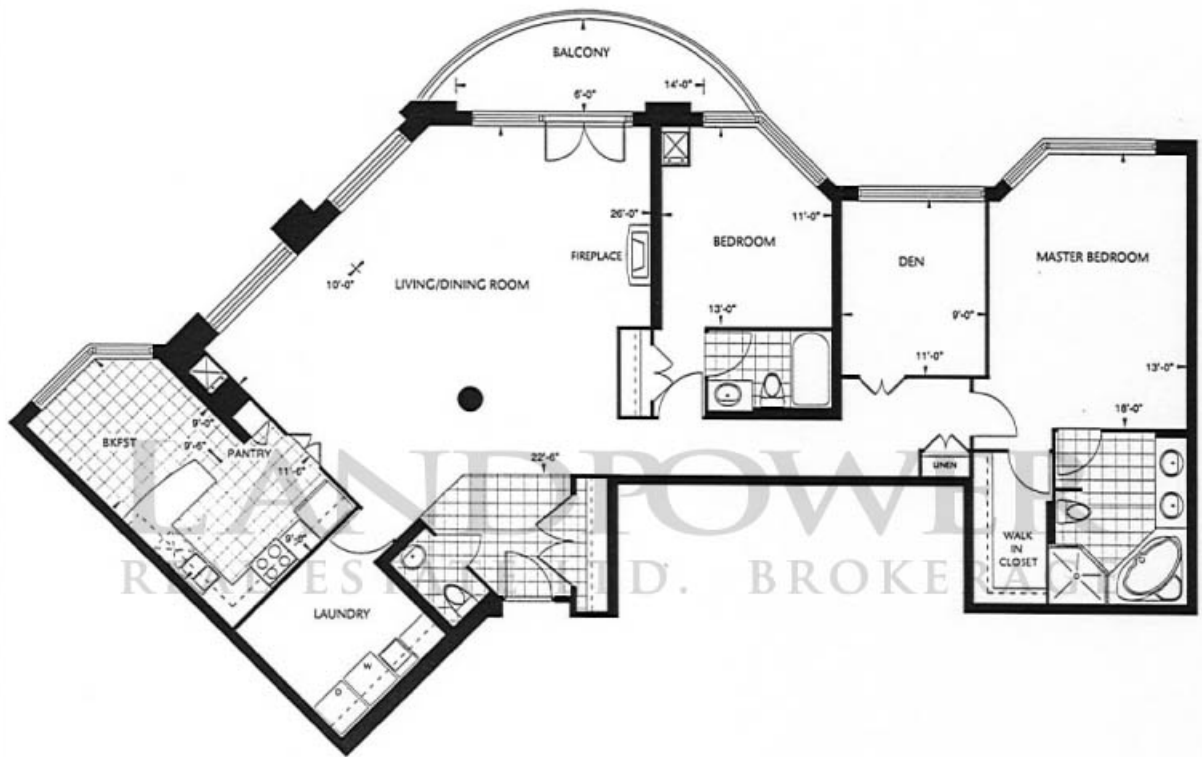 BALCONY
14'-0"
6'-0"
26'-0"
11'-0"
BEDROOM
FIREPLACE
DEN
MASTER BEDROOM
10'-0"
LIVING/DINING ROOM
13'-0"
9'-0"
11'-0"
13'-0"
16'-0"
9'-0"
BKFST
9'-6"
PANTRY
11'-6"
22'-6"
LINEN
LANDPOWER
9'-6"
WALK
IN
CLOSET
REAL ESTATE LTD. BROKERAGE
LAUNDRY
W
D